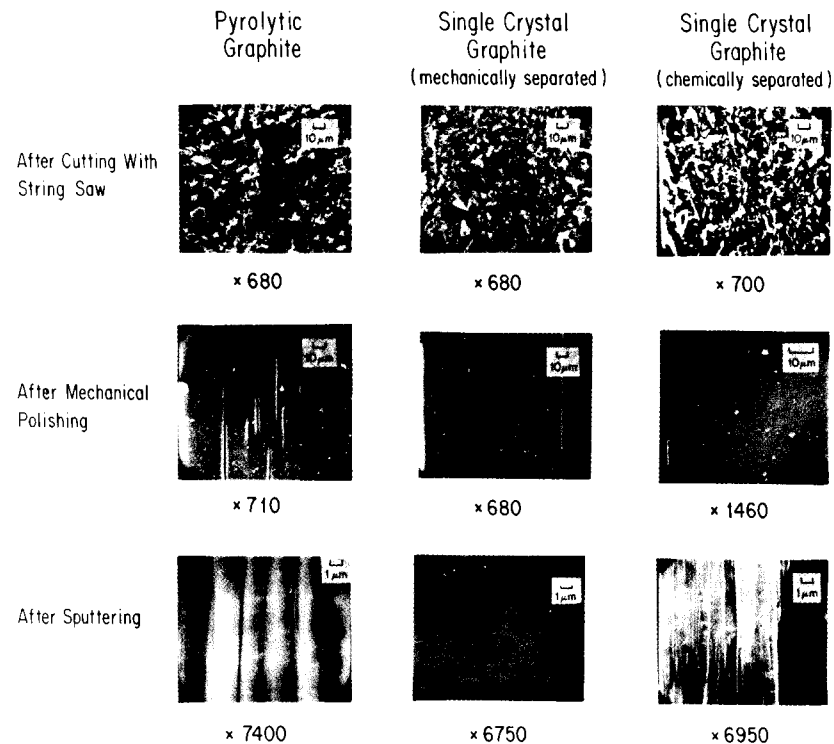 Pyrolytic
Graphite
Single Crystal
Graphite
(mechanically separated)
Single Crystal
Graphite
(chemically separated)
After Cutting With
String Saw
10μm
10μm
10μm
× 680
× 680
× 700
After Mechanical
Polishing
10μm
10μm
10μm
× 710
× 680
× 1460
After Sputtering
1μm
1μm
1μm
× 7400
× 6750
× 6950